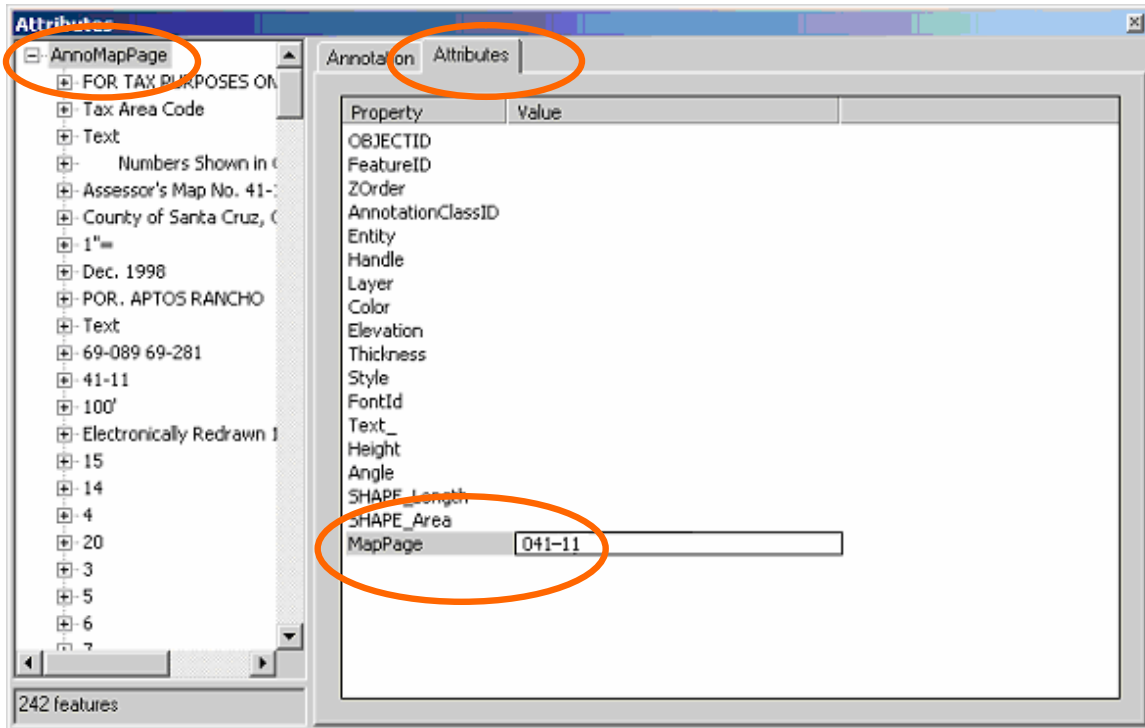 Attributes
AnnoMapPage
FOR TAX PURPOSES ON
Tax Area Code
Text
Numbers Shown in
Assessor's Map No. 41-
County of Santa Cruz,
1"=
Dec. 1998
POR. APTOS RANCHO
Text
69-089 69-281
41-11
100'
Electronically Redrawn 1
15
14
4
20
3
5
6
7
242 features
Annotation Attributes
Property Value
OBJECTID
FeatureID
ZOrder
AnnotationClassID
Entity
Handle
Layer
Color
Elevation
Thickness
Style
FontId
Text_
Height
Angle
SHAPE_Length
SHAPE_Area
MapPage 041-11